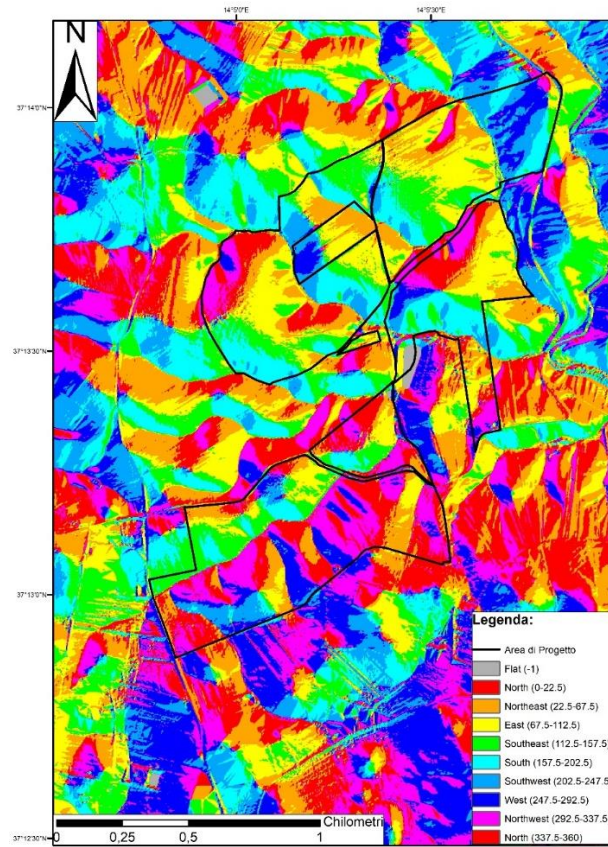 14°5'0"E
14°5'30"E
N
37°14'0"N
37°13'30"N
37°13'0"N
37°12'30"N
Legenda:
Area di Progetto
Flat (-1)
North (0-22.5)
Northeast (22.5-67.5)
East (67.5-112.5)
Southeast (112.5-157.5)
South (157.5-202.5)
Southwest (202.5-247.5)
West (247.5-292.5)
Northwest (292.5-337.5)
North (337.5-360)
Chilometri
0
0,25
0,5
1